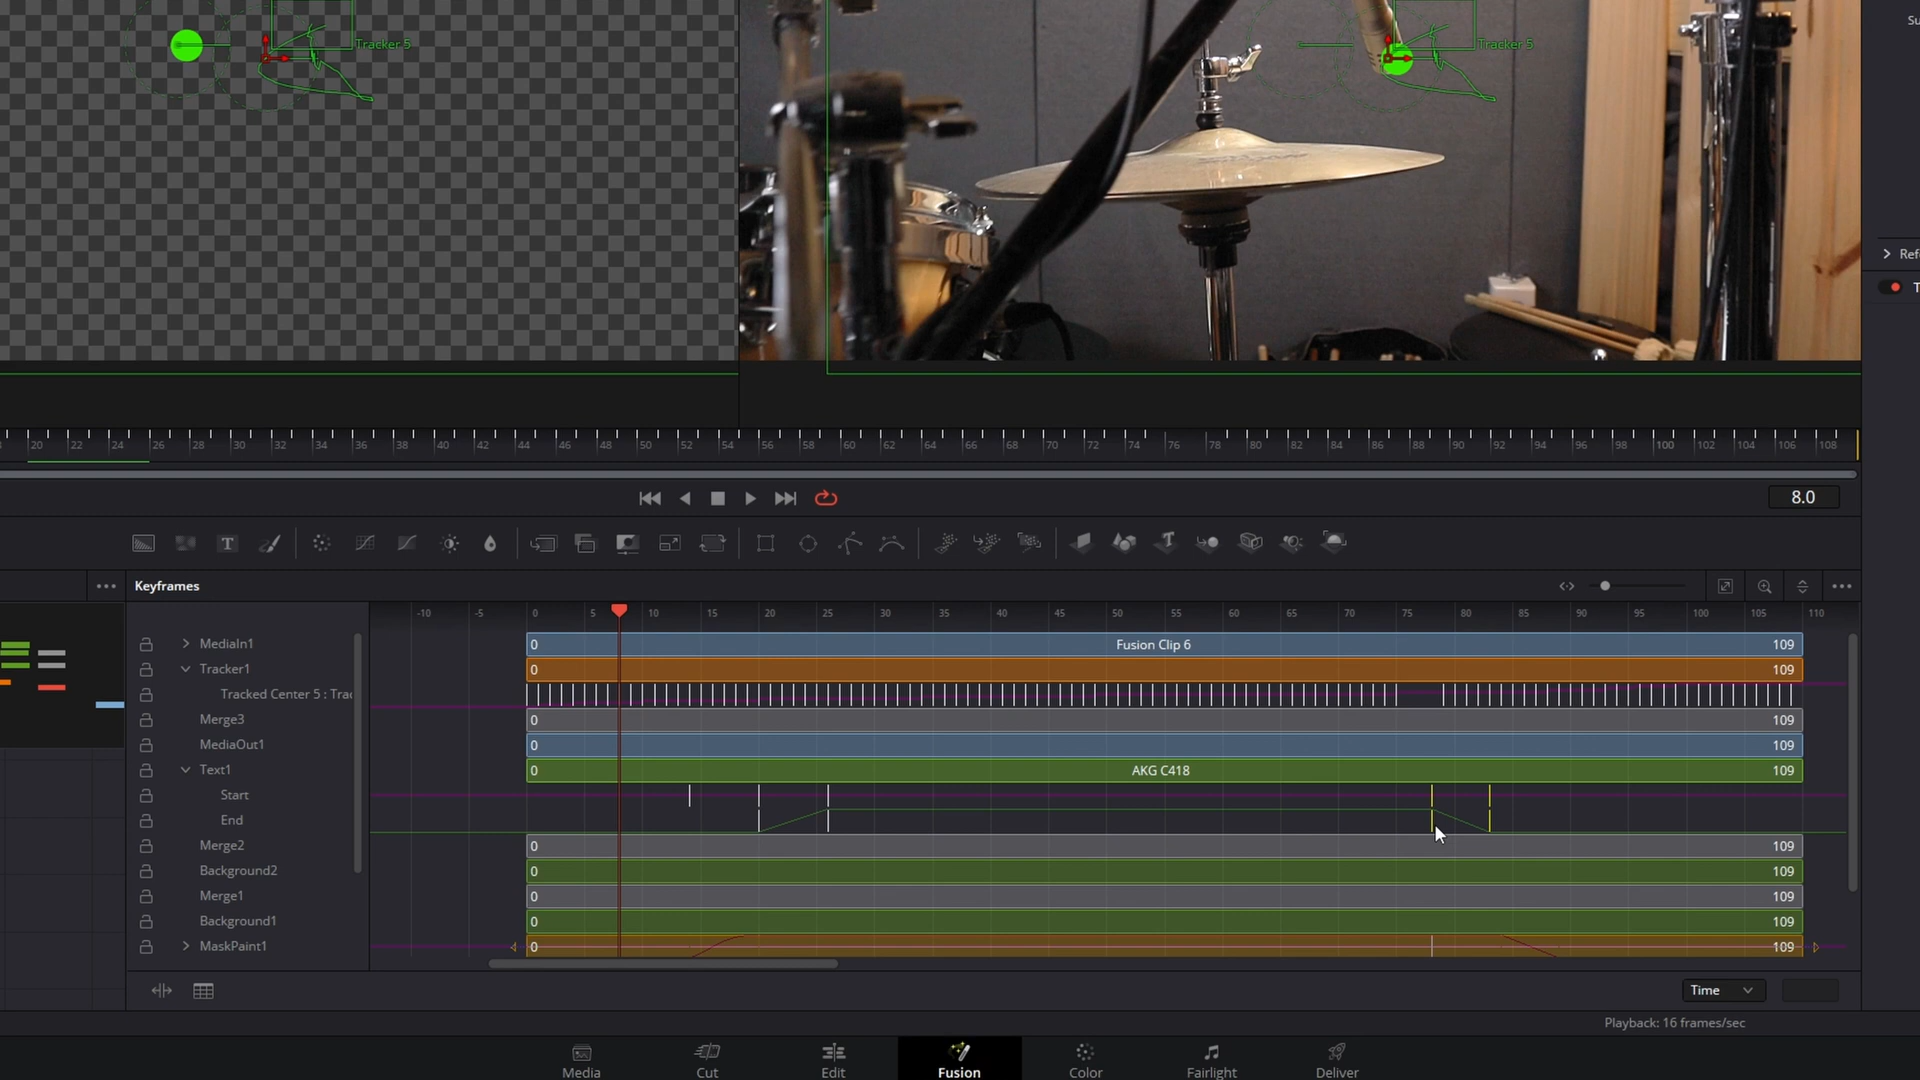 Tracker 5
Tracker 5
Su
Refe
T
20 22 24 26 28 30 32 34 36 38 40 42 44 46 48 50 52 54 56 58 60 62 64 66 68 70 72 74 76 78 80 82 84 86 88 90 92 94 96 98 100 102 104 106 108
8.0
T
Keyframes
-10 -5 0 5 10 15 20 25 30 35 40 45 50 55 60 65 70 75 80 85 90 95 100 110
MediaIn1 0 Fusion Clip 6 109
Tracker1 0 109
Tracked Center 5 : Trac
Merge3 0 109
MediaOut1 0 109
Text1 0 AKG C418 109
Start
End
Merge2 0 109
Background2 0 109
Merge1 0 109
Background1 0 109
MaskPaint1 0 109
Time
Playback: 16 frames/sec
Media Cut Edit Fusion Color Fairlight Deliver